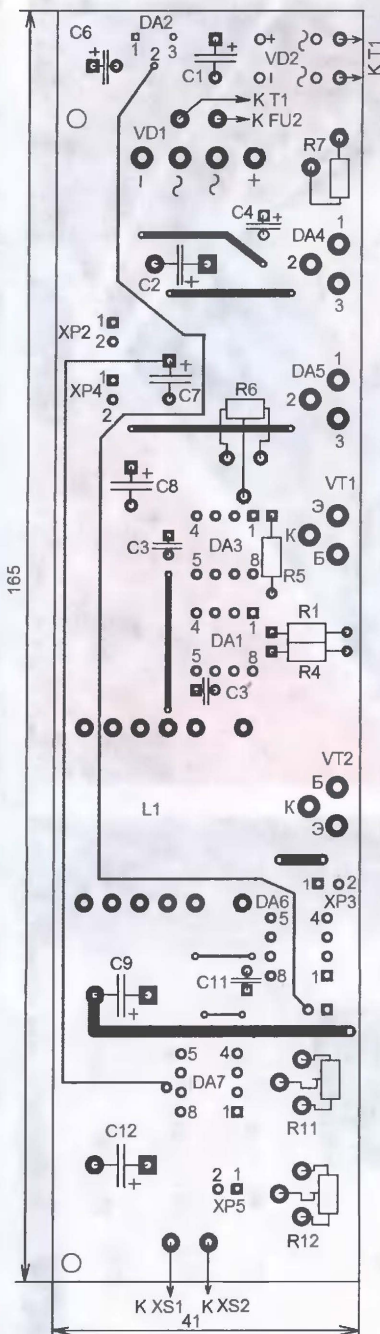 C6
DA2
1
3
2
C1
+
−
VD2
К Т1
К Т1
К FU2
VD1
− +
R7
C4
+
1
DA4
2
3
C2
+
XP2
1
2
+
XP4
1
2
C7
R6
1
DA5
2
3
+
C8
VT1
Э
К
Б
4
1
DA3
C3
5
8
R5
165
4
1
DA1
R1
5
8
R4
C3
VT2
Б
К
Э
L1
1
2
DA6
XP3
5
4
C9
C11
8
1
+
5
4
DA7
8
1
R11
C12
+
2
1
XP5
R12
К XS1
К XS2
41